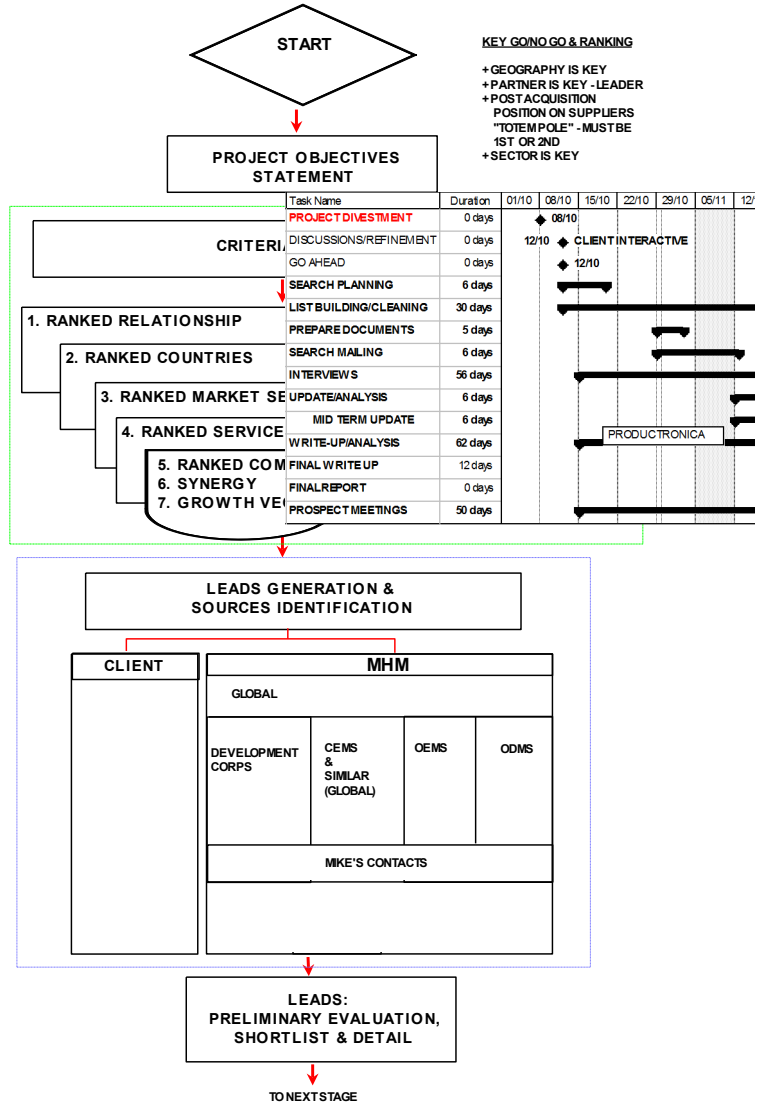 START
KEY GO/NO GO & RANKING
+GEOGRAPHY IS KEY
+PARTNER IS KEY - LEADER
+POST ACQUISITION
POSITION ON SUPPLIERS
"TOTEM POLE" - MUST BE
1ST OR 2ND
+SECTOR IS KEY
PROJECT OBJECTIVES
STATEMENT
Task Name Duration 01/10 08/10 15/10 22/10 29/10 05/11
PROJECT DIVESTMENT 0 days 08/10
DISCUSSIONS/REFINEMENT 0 days 12/10 CLIENT INTERACTIVE
GO AHEAD 0 days 12/10
SEARCH PLANNING 6 days
LIST BUILDING/CLEANING 30 days
PREPARE DOCUMENTS 5 days
SEARCH MAILING 6 days
INTERVIEWS 56 days
UPDATE/ANALYSIS 6 days
MID TERM UPDATE 6 days
WRITE-UP/ANALYSIS 62 days PRODUCTRONICA
FINAL WRITE UP 12 days
FINAL REPORT 0 days
PROSPECT MEETINGS 50 days
1. RANKED RELATIONSHIP
2. RANKED COUNTRIES
3. RANKED MARKET
4. RANKED SERVICE
5. RANKED
6. SYNERGY
7. GROWTH
LEADS GENERATION &
SOURCES IDENTIFICATION
CLIENT
MHM
GLOBAL
DEVELOPMENT
CORPS
CEMS
&
SIMILAR
(GLOBAL)
OEMS
ODMS
MIKE'S CONTACTS
LEADS:
PRELIMINARY EVALUATION,
SHORTLIST & DETAIL
TO NEXT STAGE